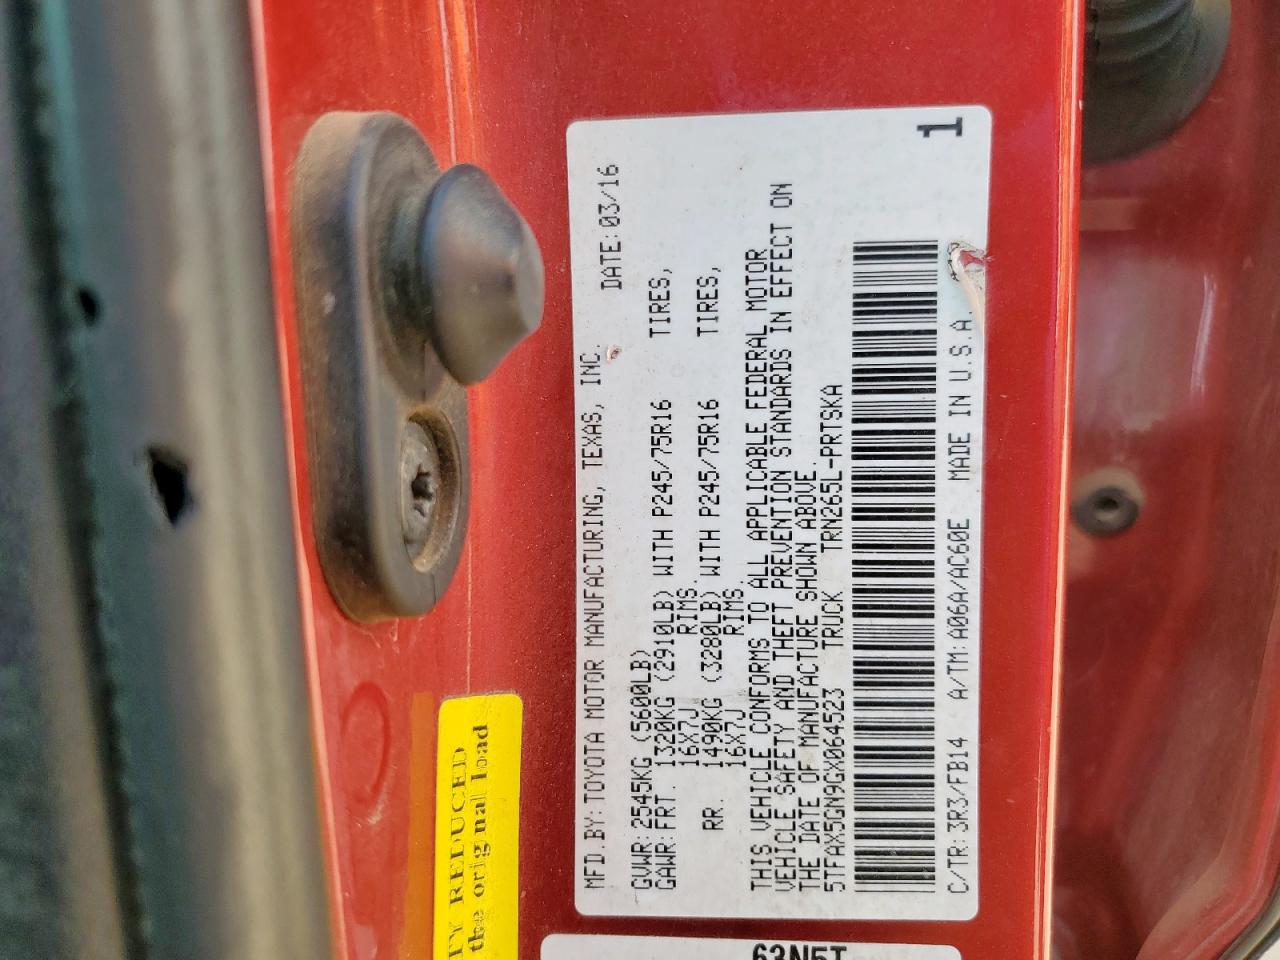 MFD.BY: TOYOTA MOTOR MANUFACTURING, TEXAS, INC.
DATE: 03/16
GVWR: 2545KG (5600LB)
GAWR: FRT. 1320KG (2910LB) WITH P245/75R16 TIRES,
16X7J RIMS.
RR. 1490KG (3280LB) WITH P245/75R16 TIRES,
16X7J RIMS.
THIS VEHICLE CONFORMS TO ALL APPLICABLE FEDERAL MOTOR
VEHICLE SAFETY AND THEFT PREVENTION STANDARDS IN EFFECT ON
THE DATE OF MANUFACTURE SHOWN ABOVE.
5TFAX5GN9GX064523 TRUCK TRN265L-PRTSKA
C/TR: 3R3/FB14 A/TM: A06A/AC60E MADE IN U.S.A.
1
TY REDUCED
the original load
63N5T